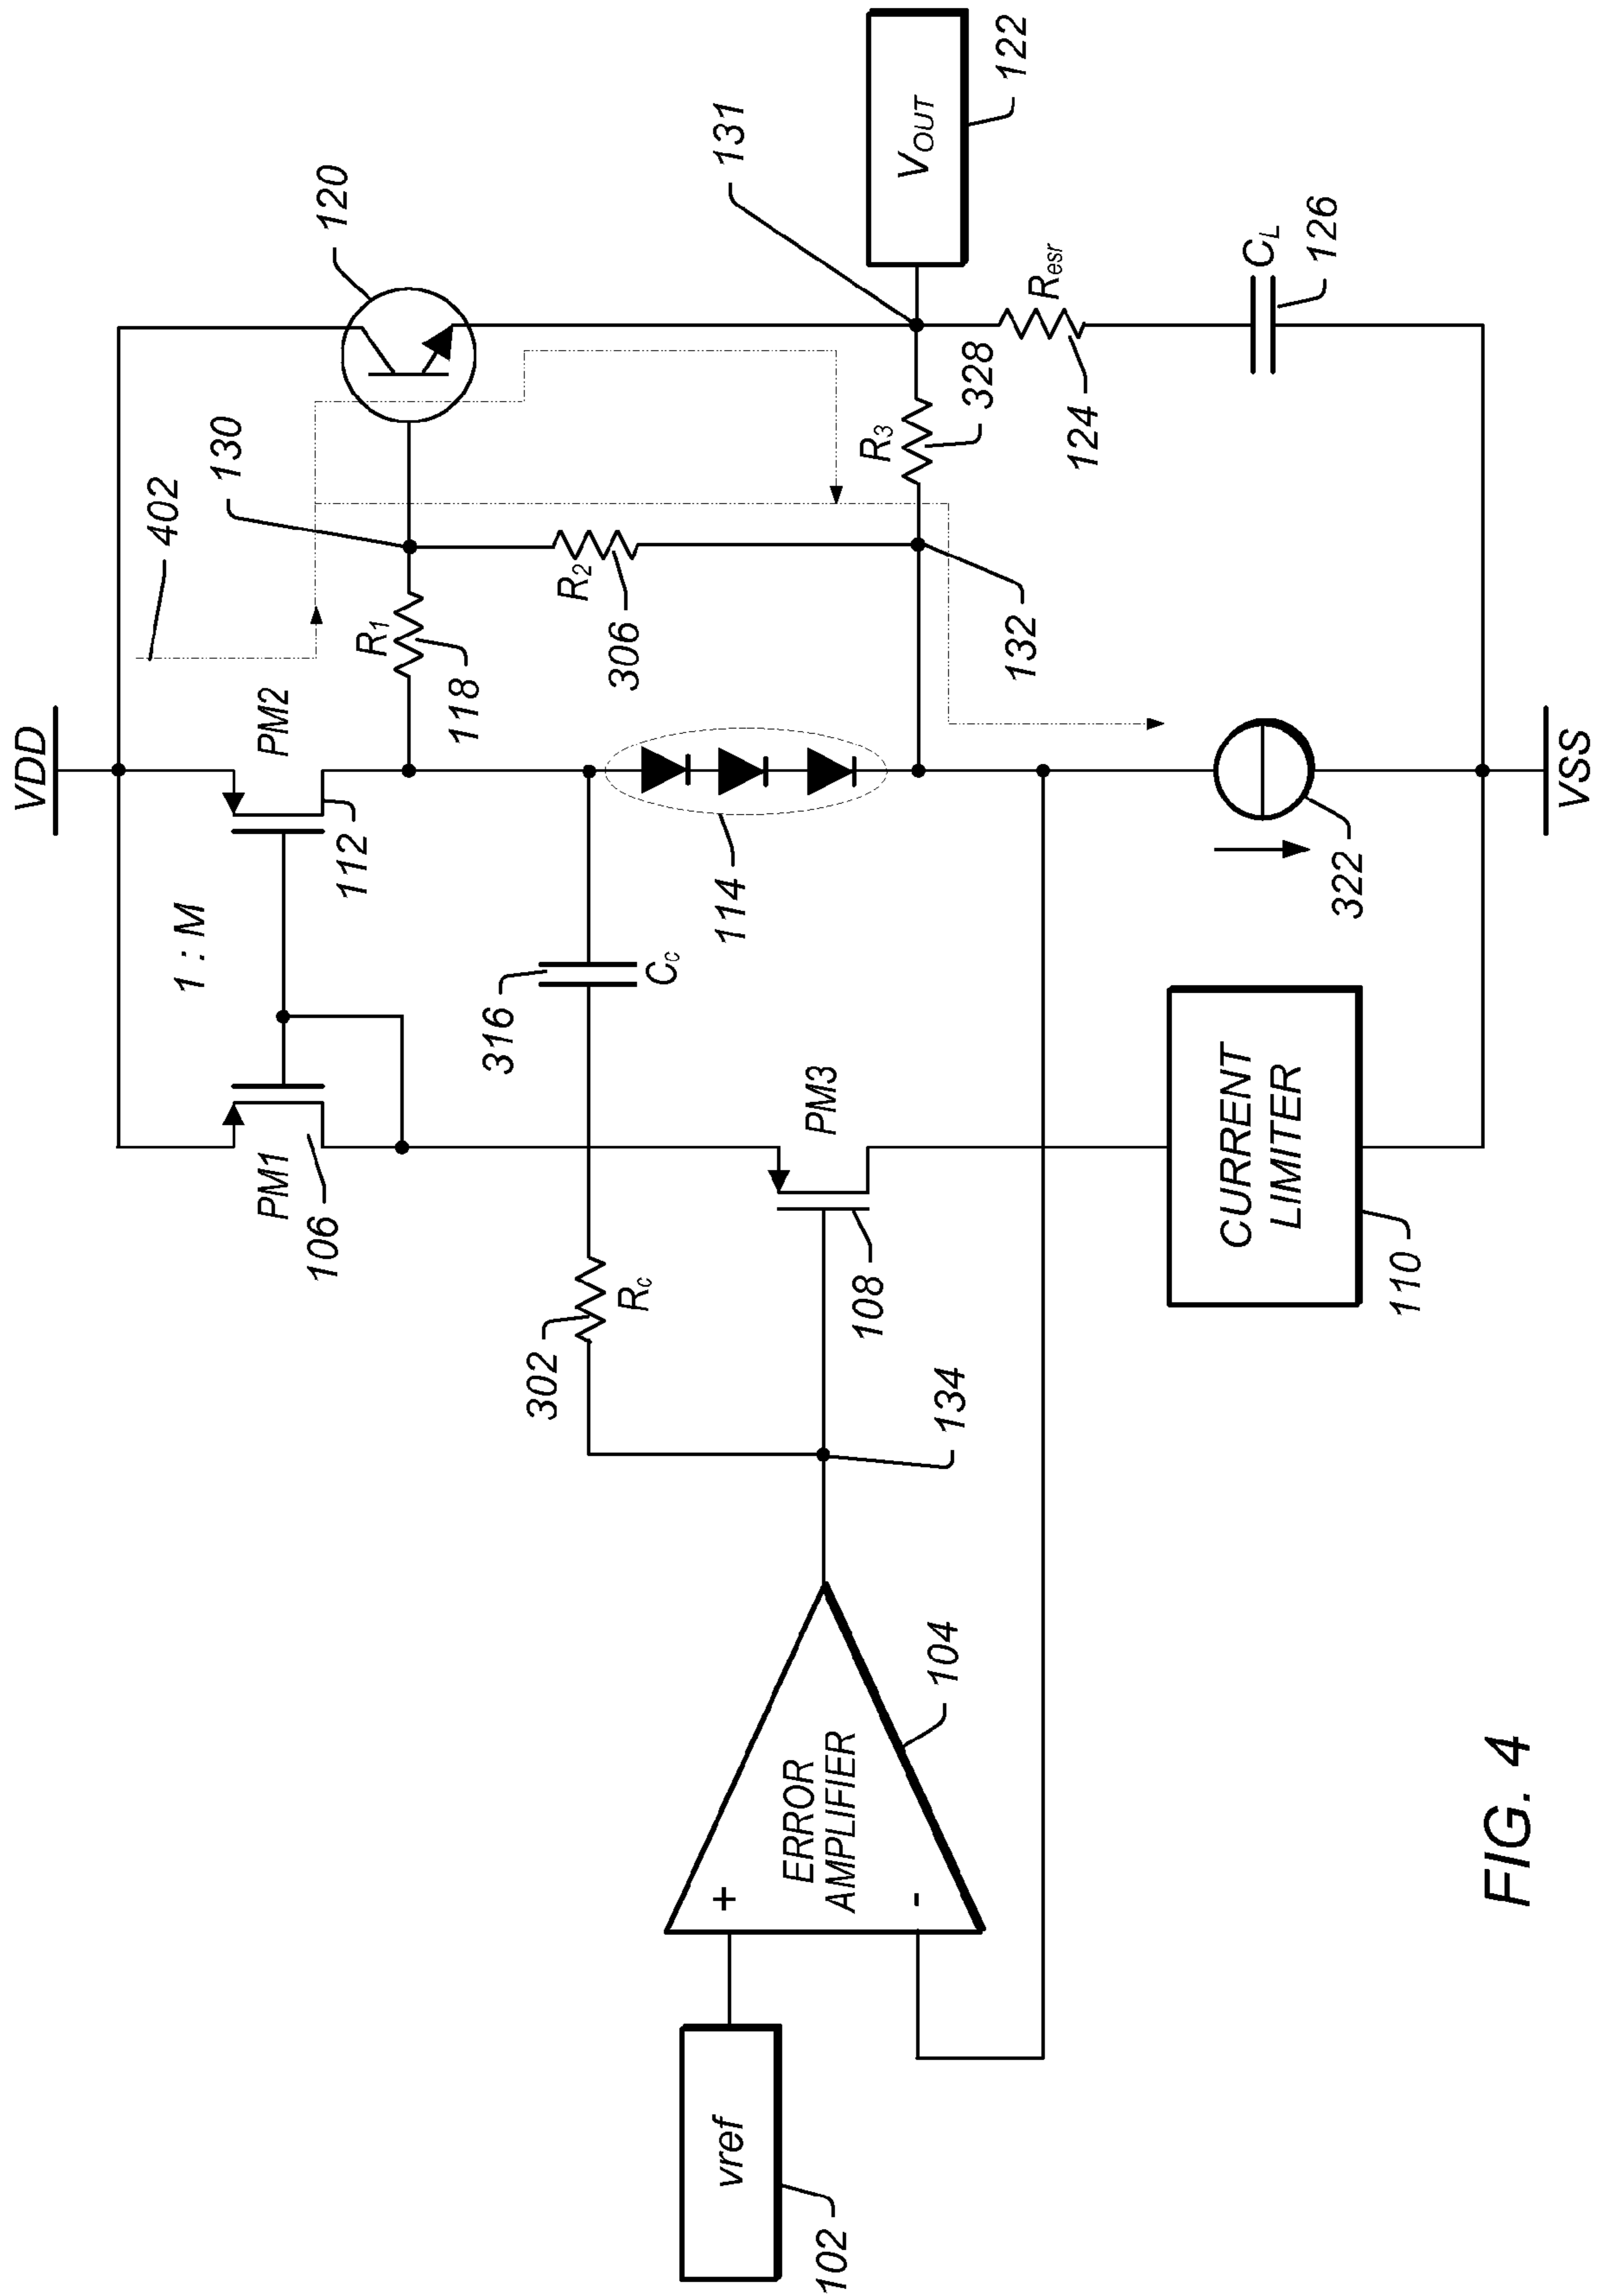 VDD
402
130
120
1 : M
PM2
PM1
106
112
R1
118
R2
306
131
VOUT
122
316
Cc
302
Rc
114
R3
328
132
Resr
124
CL
126
PM3
108
134
322
CURRENT
LIMITER
110
VSS
ERROR
AMPLIFIER
+
-
104
vref
102
FIG. 4